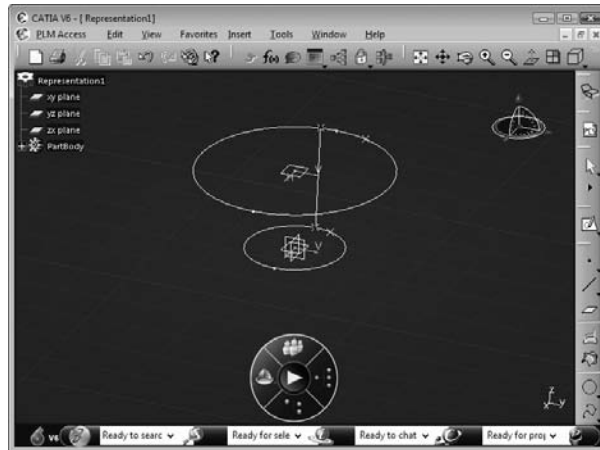 CATIA V6 - [ Representation1]
PLM Access Edit View Favorites Insert Tools Window Help
f(x)
Representation1
xy plane
yz plane
zx plane
PartBody
V
z
x y
V6 Ready to searc Ready for sele Ready to chat Ready for proj